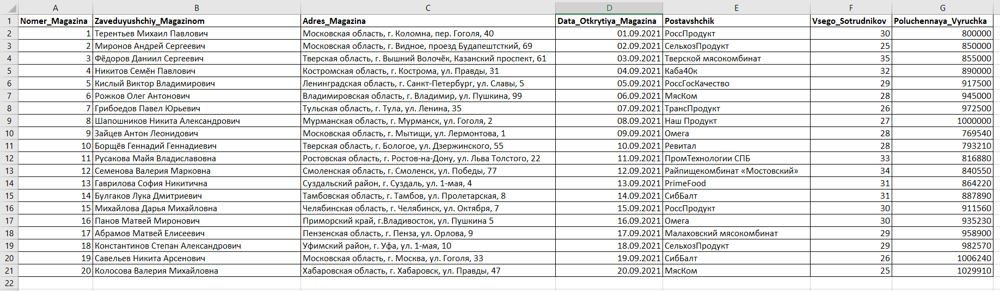 A B C D E F G
1 Nomer_Magazina Zaveduyushchiy_Magazinom Adres_Magazina Data_Otkrytiya_Magazina Postavshchik Vsego_Sotrudnikov Poluchennaya_Vyruchka
2 1 Терентьев Михаил Павлович Московская область, г. Коломна, пер. Гоголя, 40 01.09.2021 РоссПродукт 30 800000
3 2 Миронов Андрей Сергеевич Московская область, г. Видное, проезд Будапештсткий, 69 02.09.2021 СельхозПродукт 25 850000
4 3 Фёдоров Даниил Сергеевич Тверская область, г. Вышний Волочёк, Казанский проспект, 61 03.09.2021 Тверской мясокомбинат 35 855000
5 4 Никитов Семён Павлович Костромская область, г. Кострома, ул. Правды, 31 04.09.2021 Каба40к 32 890000
6 5 Кислый Виктор Владимирович Ленинградская область, г. Санкт-Петербург, ул. Славы, 5 05.09.2021 РоссГосКачество 29 917500
7 6 Рожков Олег Антонович Владимировская область, г. Владимир, ул. Пушкина, 99 06.09.2021 МясКом 28 945000
8 7 Грибоедов Павел Юрьевич Тульская область, г. Тула, ул. Ленина, 35 07.09.2021 ТрансПродукт 26 972500
9 8 Шапошников Никита Александрович Мурманская область, г. Мурманск, ул. Гоголя, 2 08.09.2021 Наш Продукт 27 1000000
10 9 Зайцев Антон Леонидович Московская область, г. Мытищи, ул. Лермонтова, 1 09.09.2021 Омега 28 769540
11 10 Борщёв Геннадий Геннадиевич Тверская область, г. Бологое, ул. Дзержинского, 55 10.09.2021 Ревитал 28 793210
12 11 Русакова Майя Владиславовна Ростовская область, г. Ростов-на-Дону, ул. Льва Толстого, 22 11.09.2021 ПромТехнологии СПБ 33 816880
13 12 Семенова Валерия Марковна Смоленская область, г. Смоленск, ул. Победы, 77 12.09.2021 Райпищекомбинат «Мостовский» 34 840550
14 13 Гаврилова София Никитична Суздальский район, г. Суздаль, ул. 1-мая, 4 13.09.2021 PrimeFood 31 864220
15 14 Булгаков Лука Дмитриевич Тамбовская область, г. Тамбов, ул. Пролетарская, 8 14.09.2021 СибБалт 31 887890
16 15 Михайлова Дарья Михайловна Челябинская область, г. Челябинск, ул. Октября, 7 15.09.2021 РоссПродукт 30 911560
17 16 Панов Матвей Миронович Приморский край, г.Владивосток, ул. Пушкина 5 16.09.2021 Омега 30 935230
18 17 Абрамов Матвей Елисеевич Пензенская область, г. Пенза, ул. Орлова, 9 17.09.2021 Малаховский мясокомбинат 29 958900
19 18 Константинов Степан Александрович Уфимский район, г. Уфа, ул. 1-мая, 10 18.09.2021 СельхозПродукт 29 982570
20 19 Савельев Никита Арсенович Московская область, г. Москва, ул. Гоголя, 33 19.09.2021 СибБалт 26 1006240
21 20 Колосова Валерия Михайловна Хабаровская область, г. Хабаровск, ул. Правды, 47 20.09.2021 МясКом 25 1029910
22